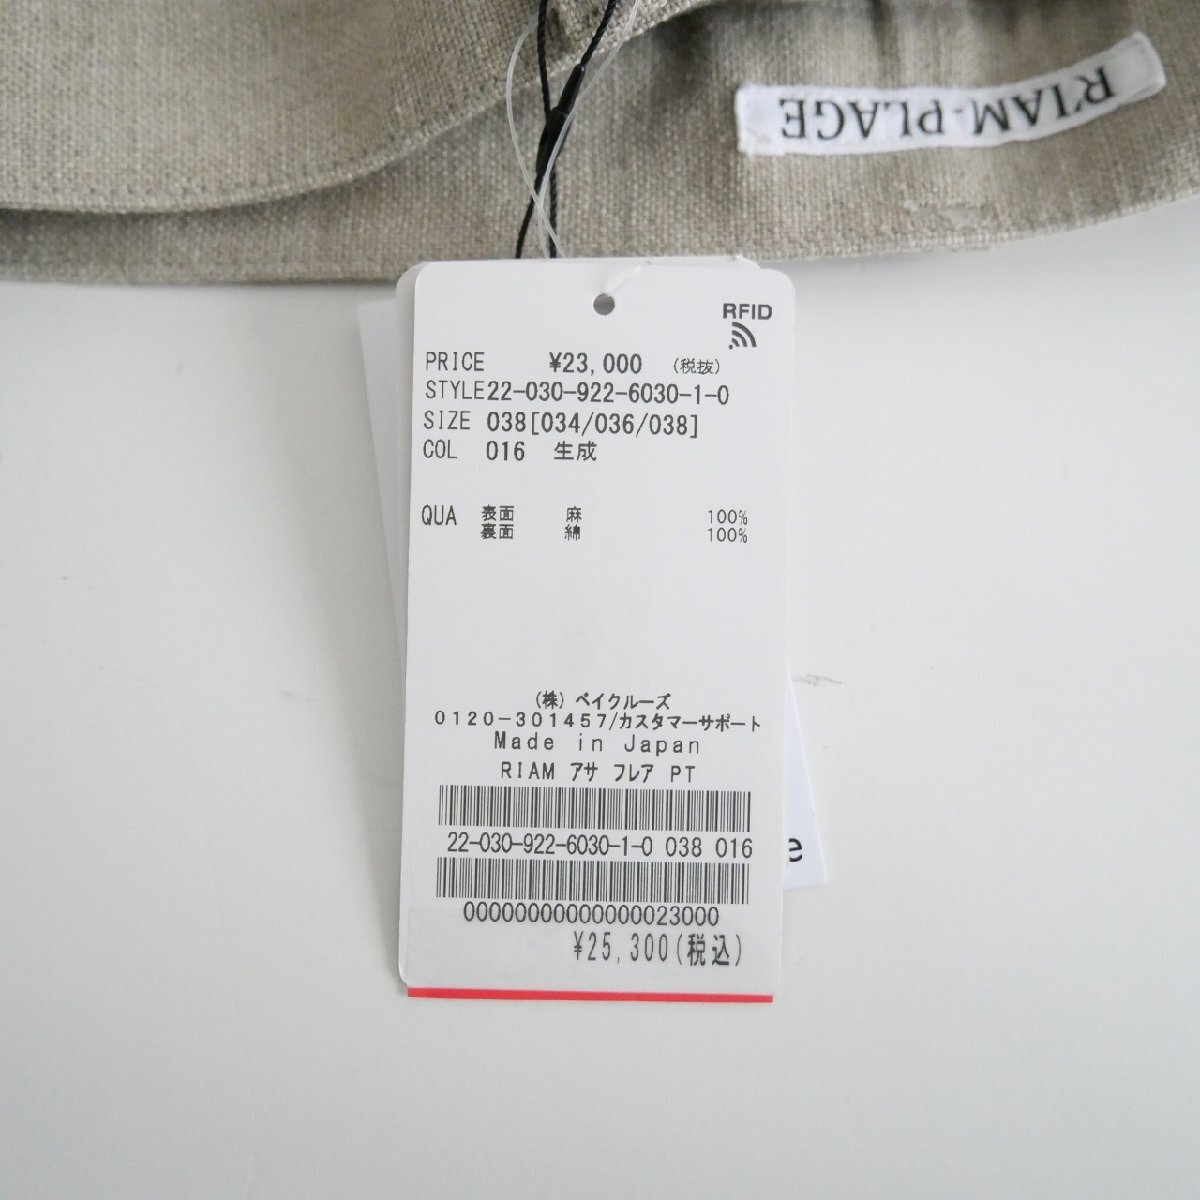 R'IAM-PLAGE
RFID
PRICE ¥23,000 (税抜)
STYLE22-030-922-6030-1-0
SIZE 038[034/036/038]
COL 016 生成
QUA 表面 麻 100%
裏面 綿 100%
(株) ベイクルーズ
0120-301457/カスタマーサポート
Made in Japan
RIAM アサ フレア PT
22-030-922-6030-1-0 038 016
e
00000000000000023000
¥25,300(税込)